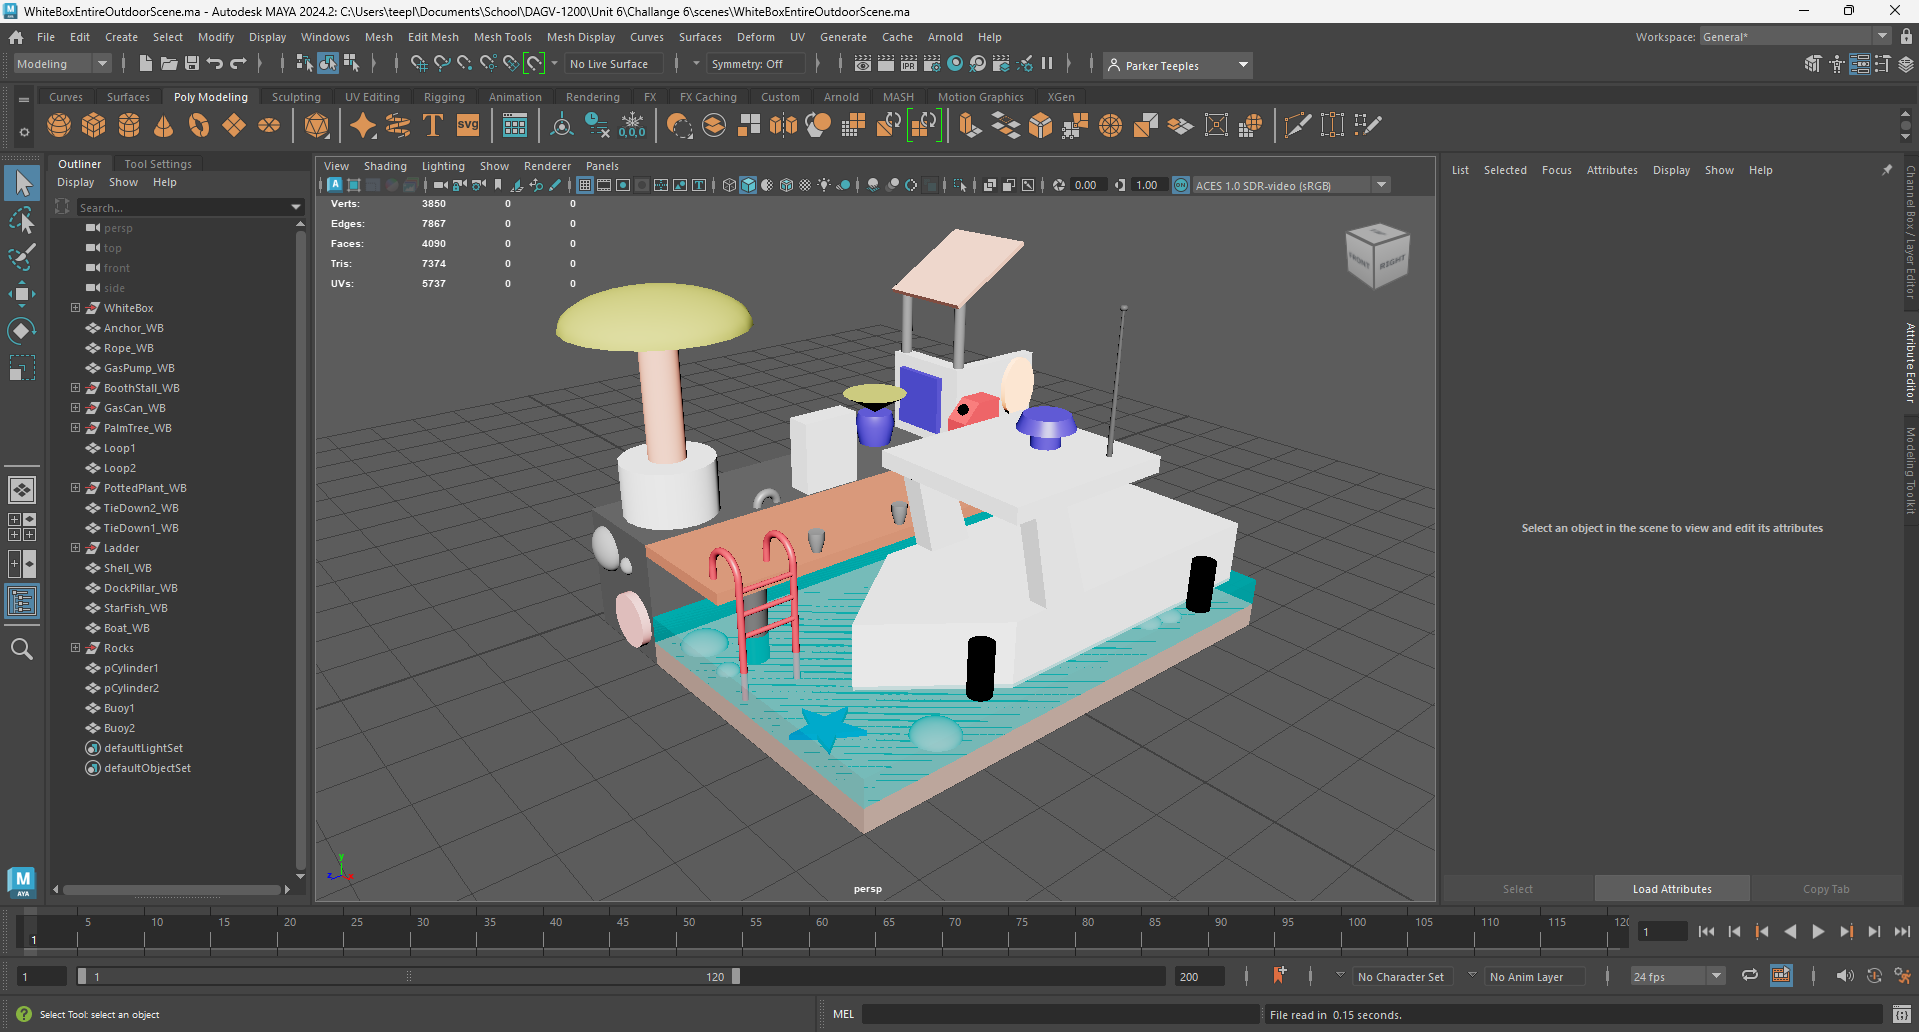 WhiteBoxEntireOutdoorScene.ma - Autodesk MAYA 2024.2: C:\Users\teepl\Documents\School\DAGV-1200\Unit 6\Challange 6\scenes\WhiteBoxEntireOutdoorScene.ma
File Edit Create Select Modify Display Windows Mesh Edit Mesh Mesh Tools Mesh Display Curves Surfaces Deform UV Generate Cache Arnold Help
Workspace: General*
Modeling
No Live Surface
Symmetry: Off
IPR
Parker Teeples
Curves Surfaces Poly Modeling Sculpting UV Editing Rigging Animation Rendering FX FX Caching Custom Arnold MASH Motion Graphics XGen
SVG
0,0,0
Outliner Tool Settings
Display Show Help
Search...
persp
top
front
side
WhiteBox
Anchor_WB
Rope_WB
GasPump_WB
BoothStall_WB
GasCan_WB
PalmTree_WB
Loop1
Loop2
PottedPlant_WB
TieDown2_WB
TieDown1_WB
Ladder
Shell_WB
DockPillar_WB
StarFish_WB
Boat_WB
Rocks
pCylinder1
pCylinder2
Buoy1
Buoy2
defaultLightSet
defaultObjectSet
View Shading Lighting Show Renderer Panels
0.00
1.00
ACES 1.0 SDR-video (sRGB)
Verts: 3850 0 0
Edges: 7867 0 0
Faces: 4090 0 0
Tris: 7374 0 0
UVs: 5737 0 0
FRONT
RIGHT
y
z
x
persp
List Selected Focus Attributes Display Show Help
Select an object in the scene to view and edit its attributes
Select
Load Attributes
Copy Tab
Channel Box / Layer Editor
Attribute Editor
Modeling Toolkit
M
AYA
5 10 15 20 25 30 35 40 45 50 55 60 65 70 75 80 85 90 95 100 105 110 115 120
1
1
1
1
120
200
No Character Set
No Anim Layer
24 fps
Select Tool: select an object
MEL
File read in 0.15 seconds.